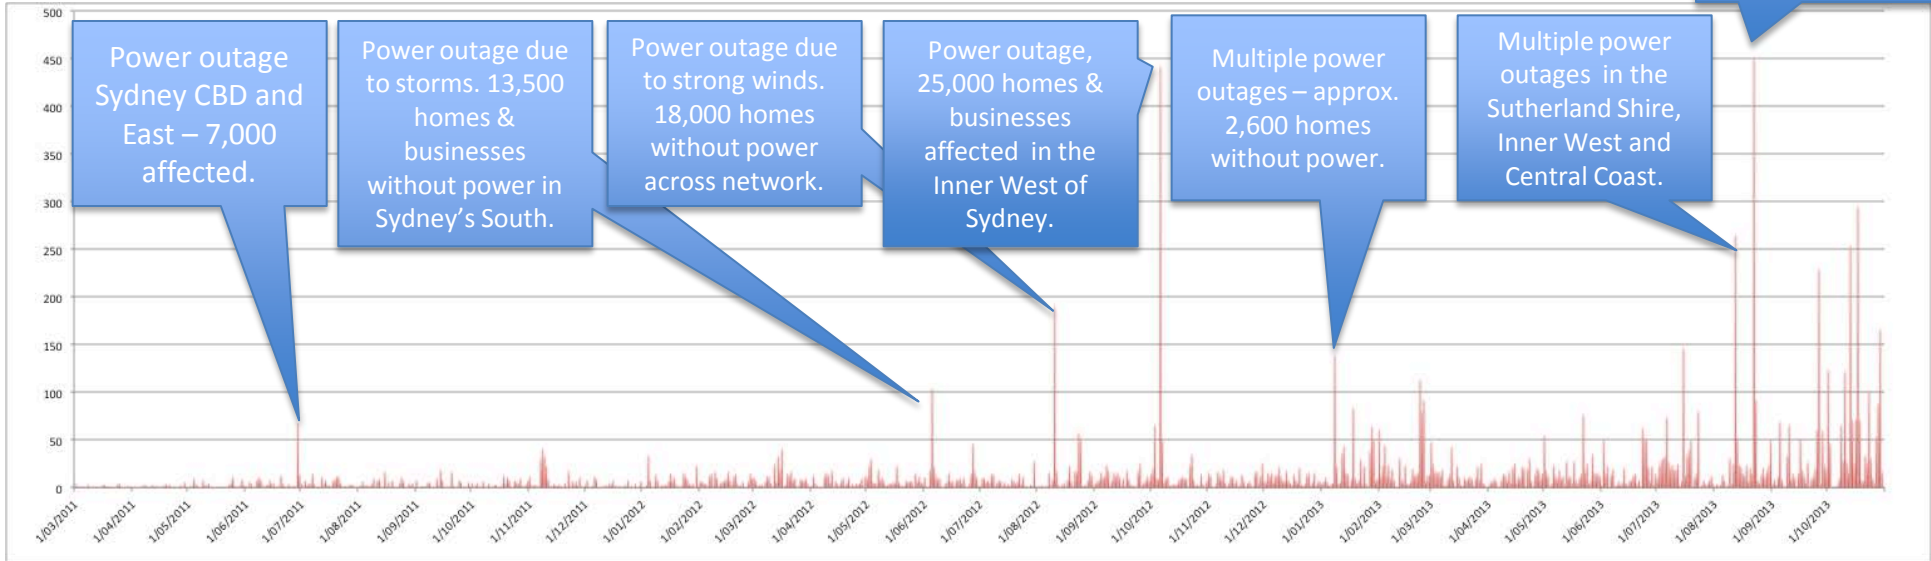 500
450
400
350
300
250
200
150
100
50
0
Power outage
Sydney CBD and
East – 7,000
affected.
Power outage due
to storms. 13,500
homes &
businesses
without power in
Sydney’s South.
Power outage due
to strong winds.
18,000 homes
without power
across network.
Power outage,
25,000 homes &
businesses
affected in the
Inner West of
Sydney.
Multiple power
outages – approx.
2,600 homes
without power.
Multiple power
outages in the
Sutherland Shire,
Inner West and
Central Coast.
1/03/2011
1/04/2011
1/05/2011
1/06/2011
1/07/2011
1/08/2011
1/09/2011
1/10/2011
1/11/2011
1/12/2011
1/01/2012
1/02/2012
1/03/2012
1/04/2012
1/05/2012
1/06/2012
1/07/2012
1/08/2012
1/09/2012
1/10/2012
1/11/2012
1/12/2012
1/01/2013
1/02/2013
1/03/2013
1/04/2013
1/05/2013
1/06/2013
1/07/2013
1/08/2013
1/09/2013
1/10/2013